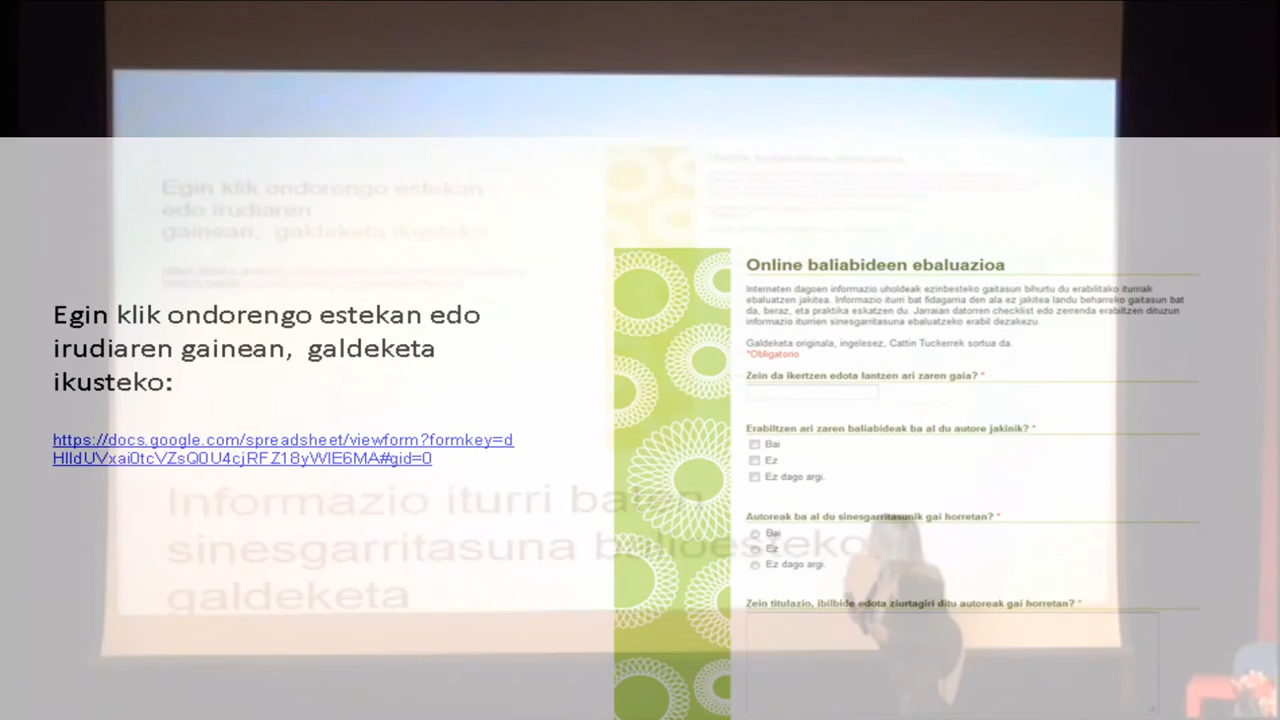 Egin klik ondorengo estekan
edo irudiaren
gainean, galdeketa ikusteko
Egin klik ondorengo estekan edo
irudiaren gainean, galdeketa
ikusteko:
https://docs.google.com/spreadsheet/viewform?formkey=d
Informazio iturri baten
sinesgarritasuna balioesteko
galdeketa
Online baliabideen ebaluazioa
Interneten dagoen informazio uholdeak ezinbesteko gaitasun bihurtu du erabilitako iturriak
ebaluatzen jakitea. Informazio iturri bat fidagarria den ala ez jakitea landu beharreko gaitasun bat
da, beraz, eta praktika eskatzen du. Jarraian datorren checklist edo zerrenda erabiltzen dituzun
informazio iturrien sinesgarritasuna ebaluatzeko erabil dezakezu.
Galdeketa originala, ingelesez, Cattin Tuckerrek sortua da.
*Obligatorio
Zein da ikertzen edota lantzen ari zaren gaia? *
Erabiltzen ari zaren baliabideak ba al du autore jakinik? *
Bai
Ez
Ez dago argi.
Autoreak ba al du sinesgarritasunik gai horretan? *
Bai
Ez
Ez dago argi.
Zein titulazio, ibilbide edota ziurtagiri ditu autoreak gai horretan? *